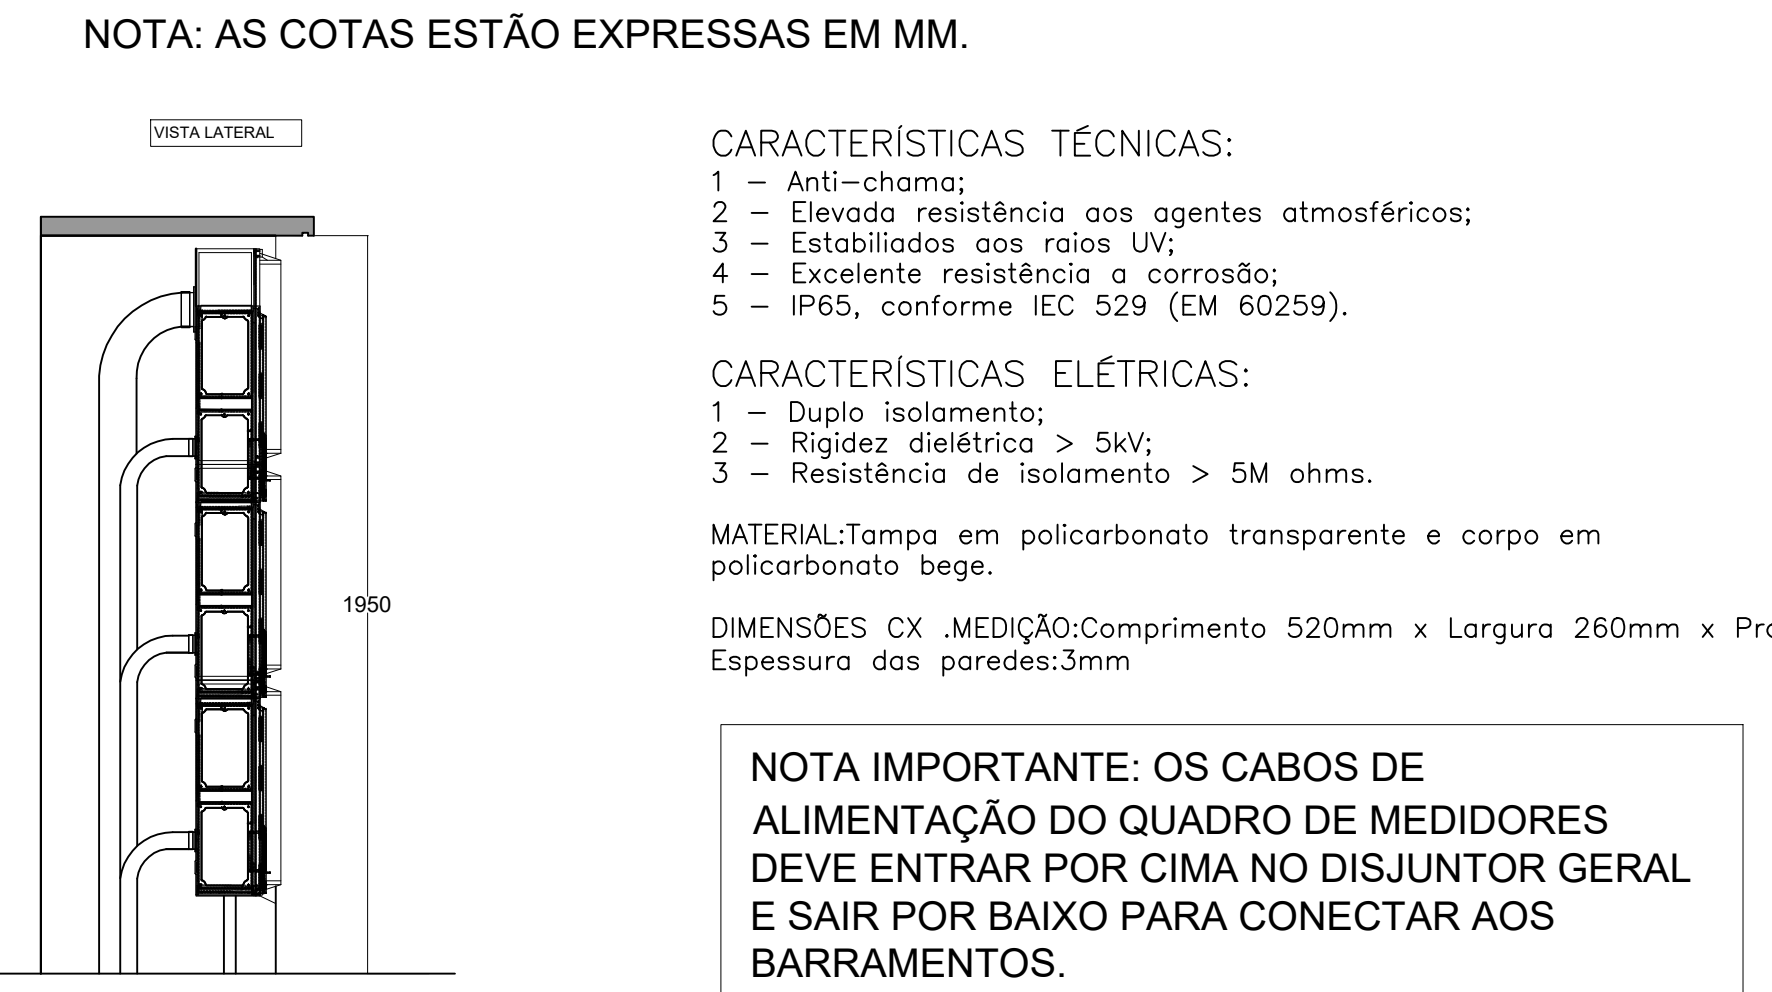 NOTA: AS COTAS ESTÃO EXPRESSAS EM MM.
VISTA LATERAL
1950
CARACTERÍSTICAS TÉCNICAS:
1 – Anti–chama;
2 – Elevada resistência aos agentes atmosféricos;
3 – Estabiliados aos raios UV;
4 – Excelente resistência a corrosão;
5 – IP65, conforme IEC 529 (EM 60259).
CARACTERÍSTICAS ELÉTRICAS:
1 – Duplo isolamento;
2 – Rigidez dielétrica > 5kV;
3 – Resistência de isolamento > 5M ohms.
MATERIAL:Tampa em policarbonato transparente e corpo em
policarbonato bege.
DIMENSÕES CX .MEDIÇÃO:Comprimento 520mm x Largura 260mm x
Espessura das paredes:3mm
NOTA IMPORTANTE: OS CABOS DE
ALIMENTAÇÃO DO QUADRO DE MEDIDORES
DEVE ENTRAR POR CIMA NO DISJUNTOR GERAL
E SAIR POR BAIXO PARA CONECTAR AOS
BARRAMENTOS.